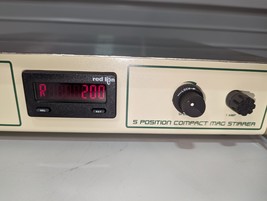 red lion
R 200
5 POSITION COMPACT MAG STIRRER